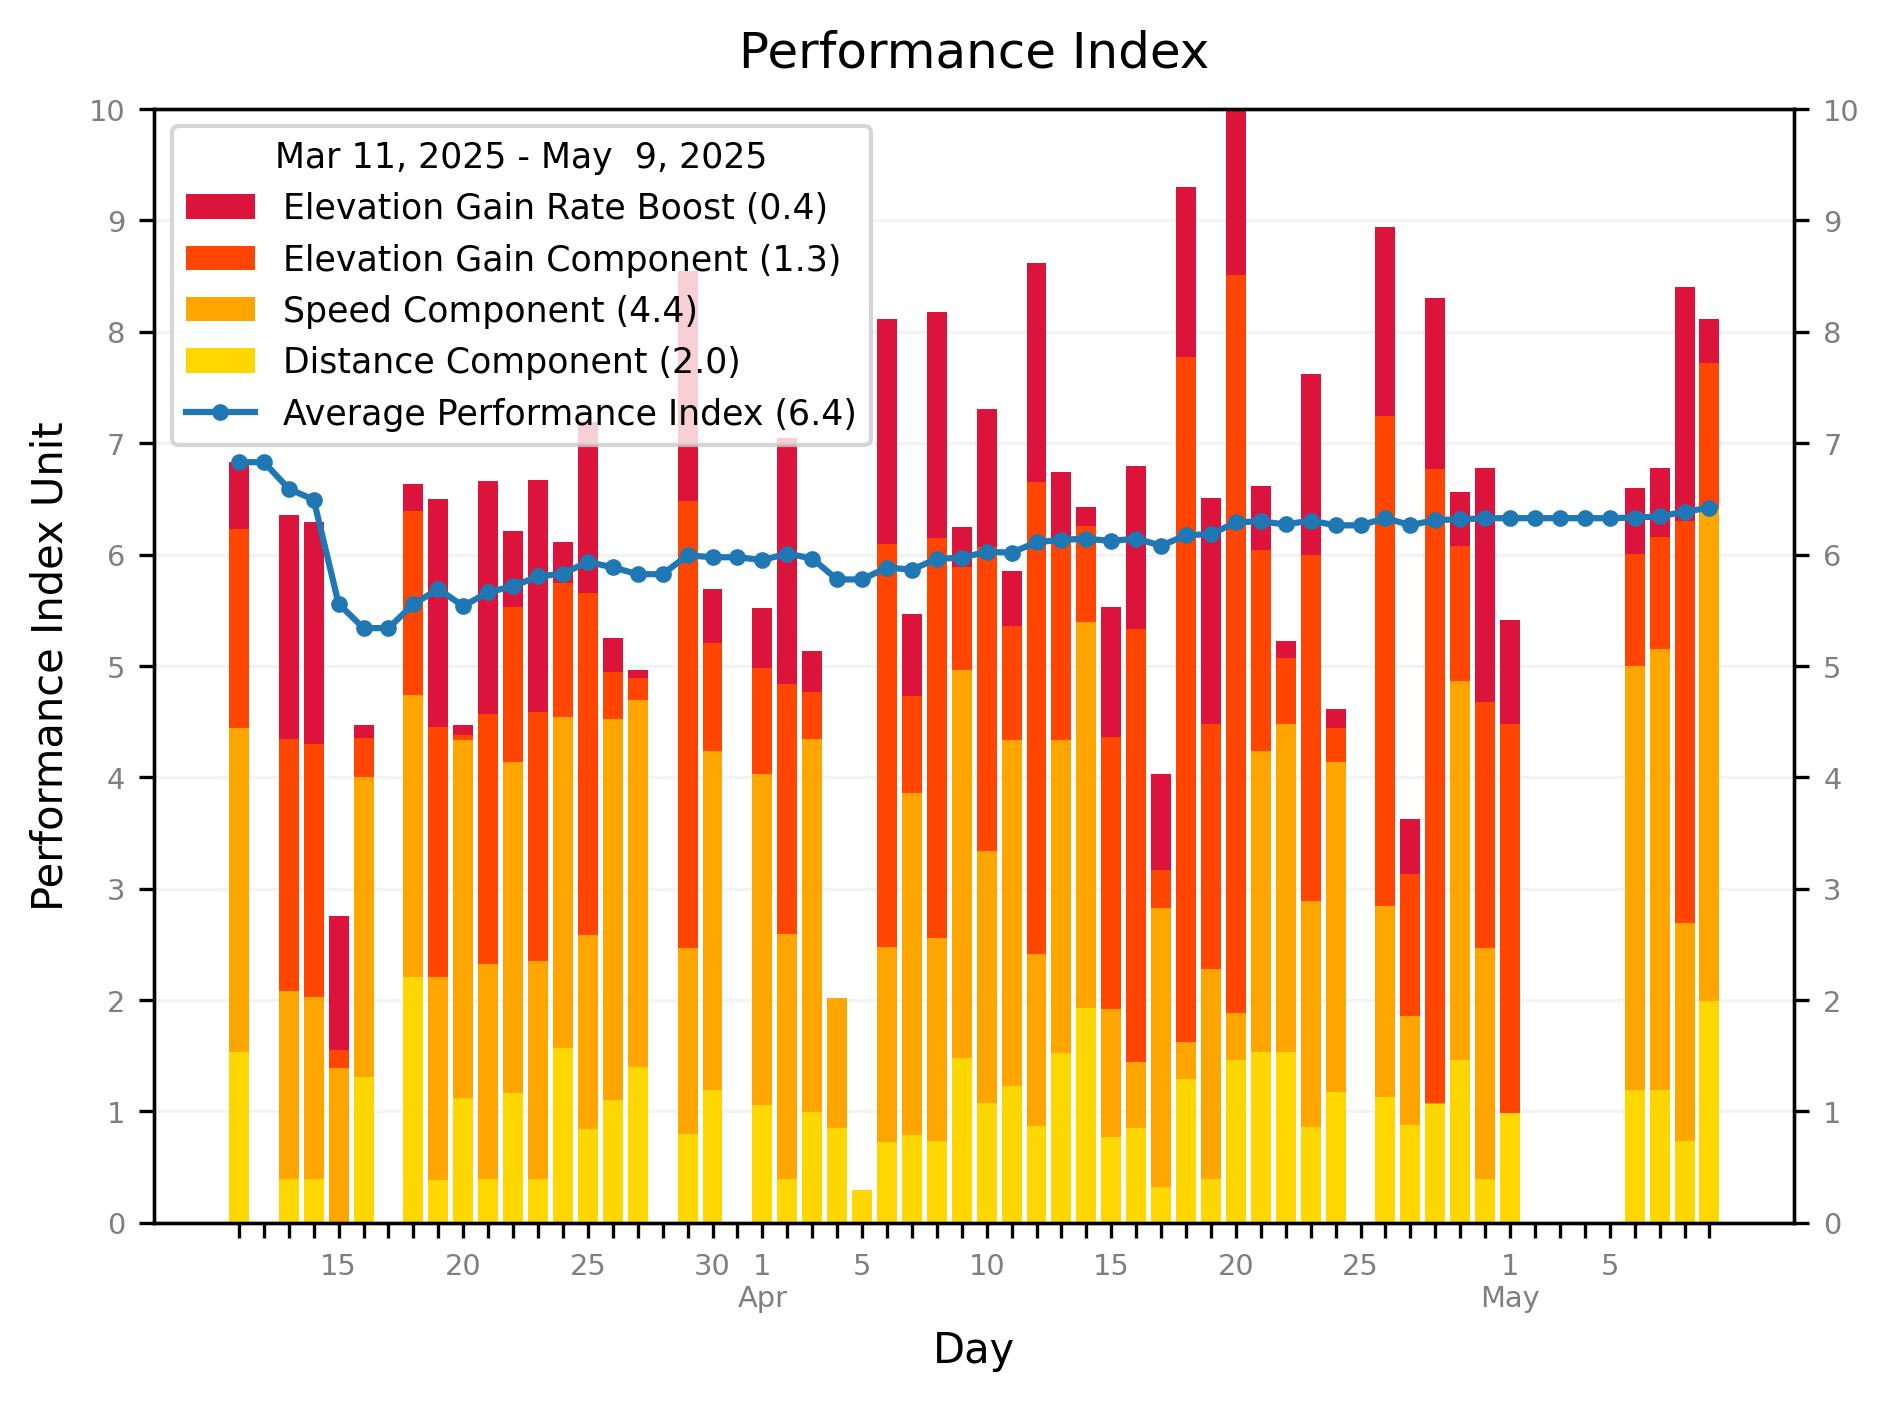 Performance Index
Mar 11, 2025 - May  9, 2025
Elevation Gain Rate Boost (0.4)
Elevation Gain Component (1.3)
Speed Component (4.4)
Distance Component (2.0)
Average Performance Index (6.4)
Performance Index Unit
10
9
8
7
6
5
4
3
2
1
0
10
9
8
7
6
5
4
3
2
1
0
15 20 25 30 1 5 10 15 20 25 1 5
Apr May
Day